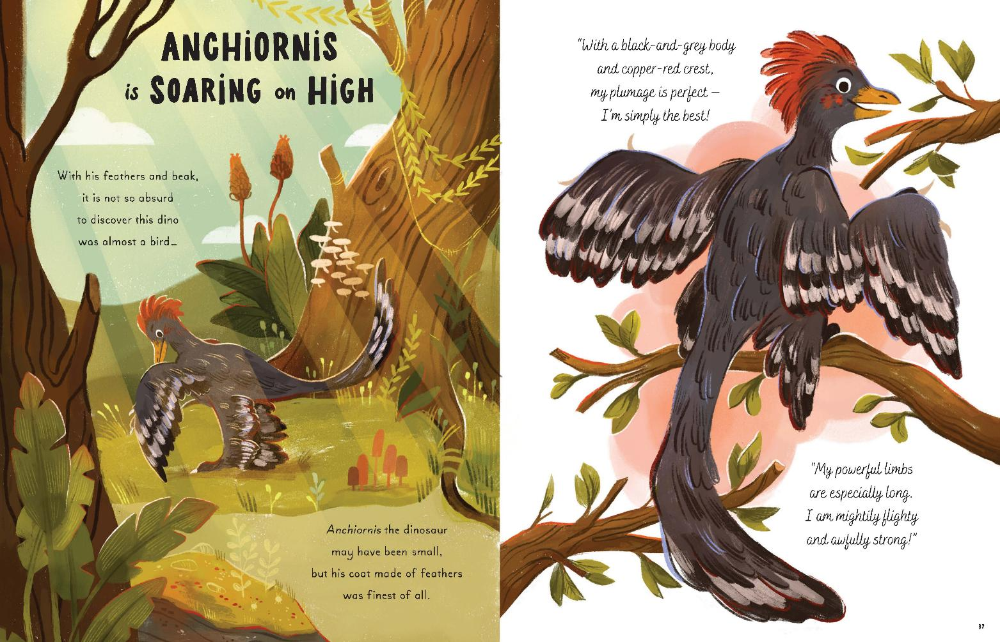 ANCHiORNiS
is SOARiNG on HiGH
With his feathers and beak,
it is not so absurd
to discover this dino
was almost a bird...
Anchiornis the dinosaur
may have been small,
but his coat made of feathers
was finest of all.
“With a black-and-grey body
and copper-red crest,
my plumage is perfect –
I’m simply the best!
“My powerful limbs
are especially long.
I am mightily flighty
and awfully strong!”
37